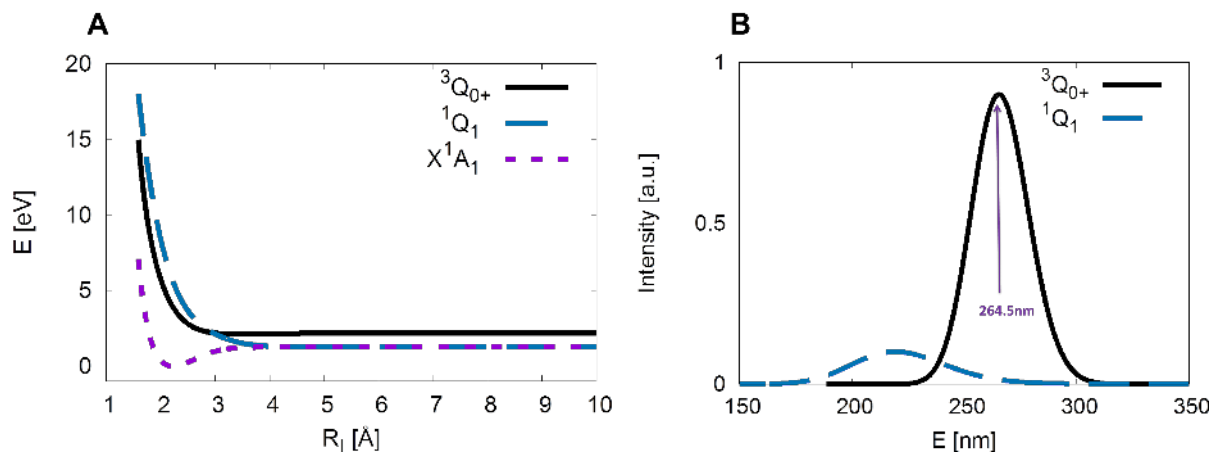 A
E [eV]
20
15
10
5
0
³Q₀₊
¹Q₁
X¹A₁
1 2 3 4 5 6 7 8 9 10
R_I [Å]
B
Intensity [a.u.]
1
0.5
0
³Q₀₊
¹Q₁
264.5nm
150 200 250 300 350
E [nm]